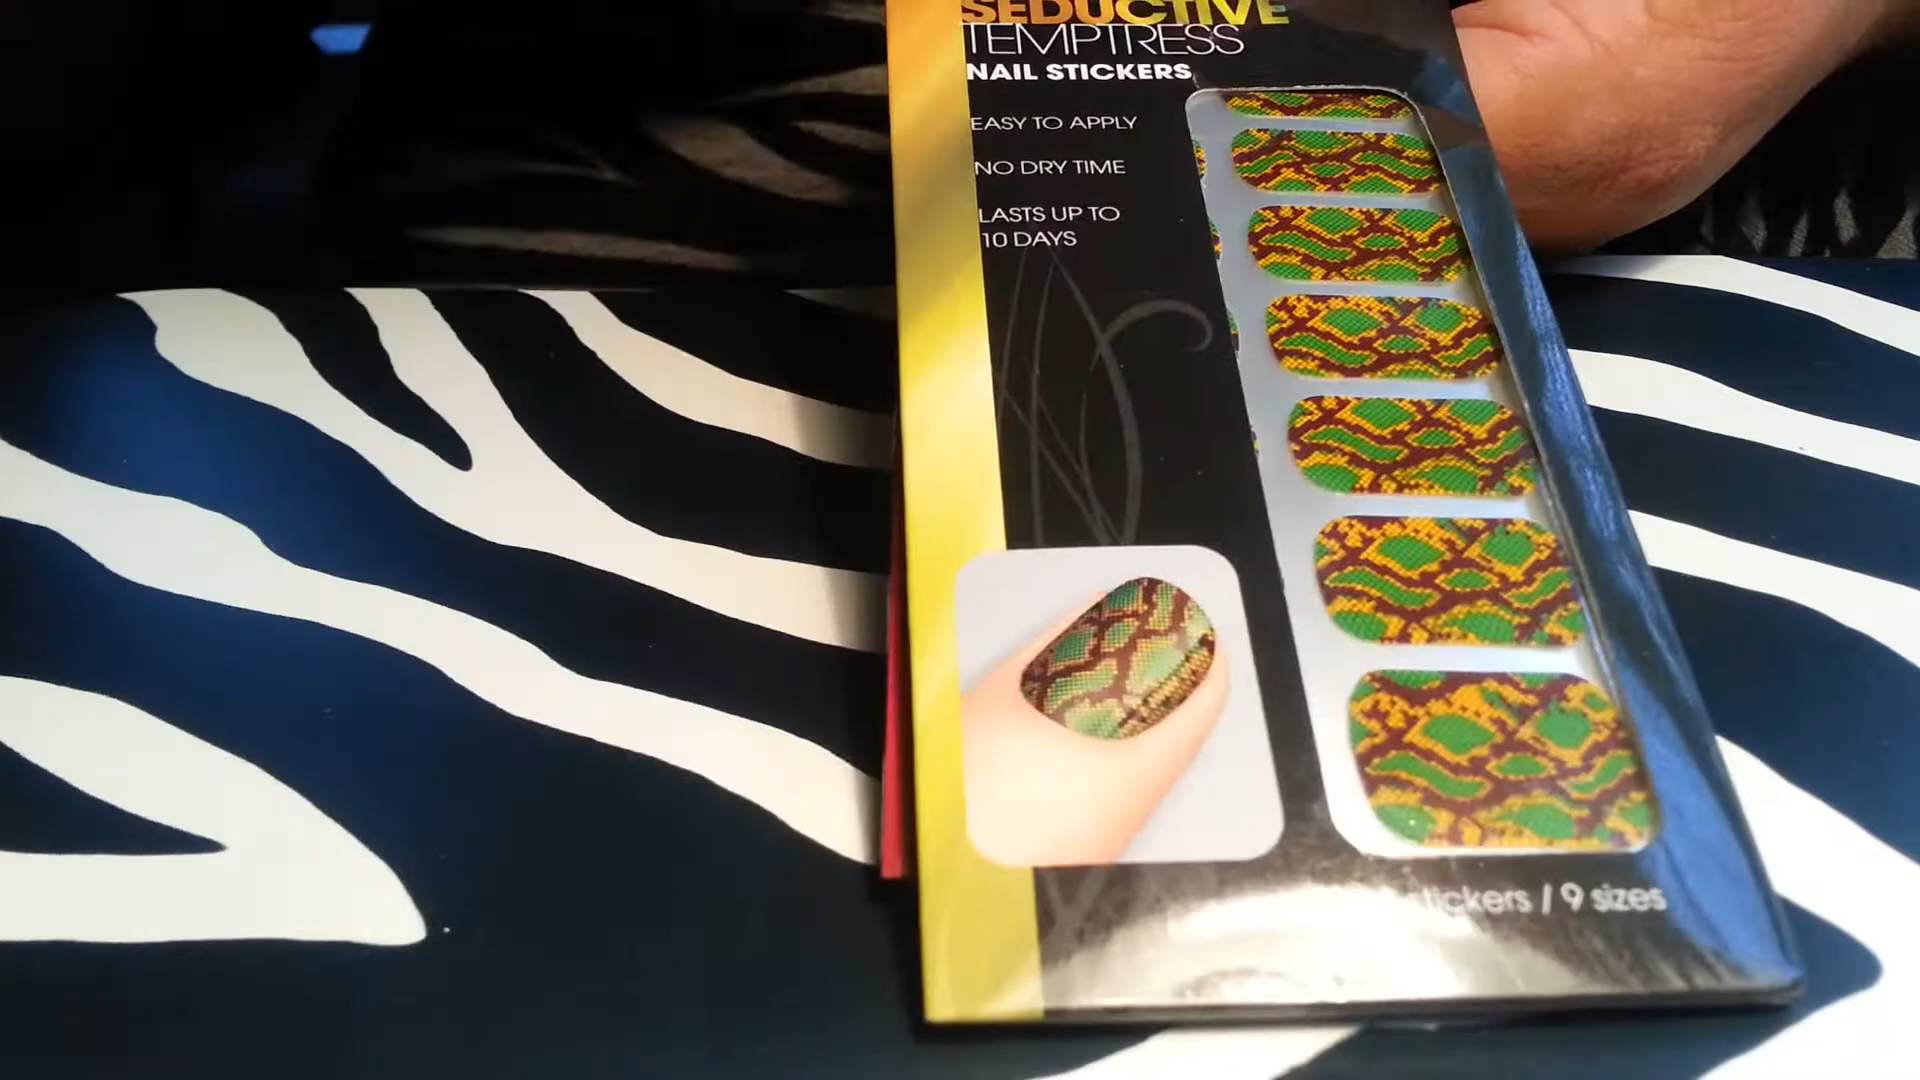 SEDUCTIVE
TEMPTRESS
NAIL STICKERS
EASY TO APPLY
NO DRY TIME
LASTS UP TO
10 DAYS
/ 9 sizes